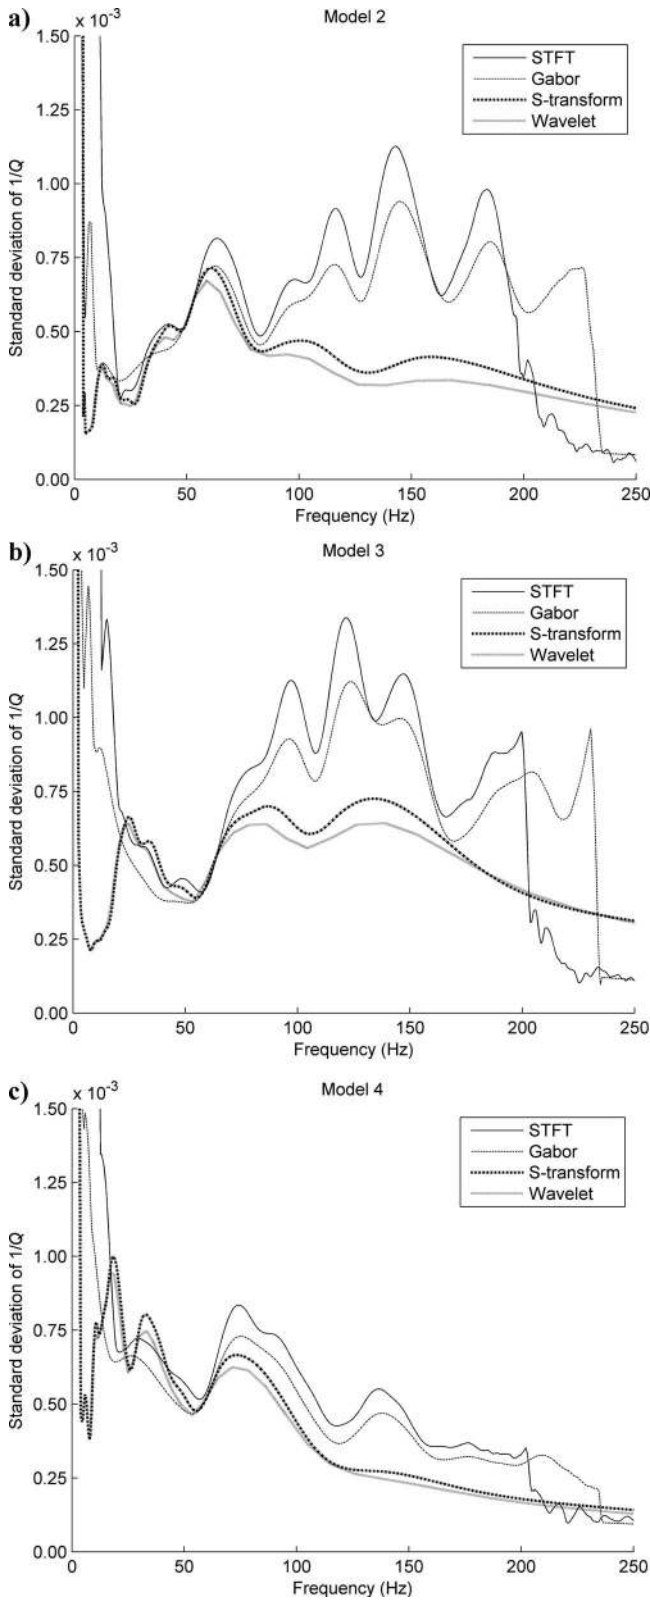 a)
× 10⁻³
Model 2
1.50
1.25
1.00
0.75
0.50
0.25
0.00
Standard deviation of 1/Q
STFT
Gabor
S-transform
Wavelet
0 50 100 150 200 250
Frequency (Hz)
b)
× 10⁻³
Model 3
1.50
1.25
1.00
0.75
0.50
0.25
0.00
Standard deviation of 1/Q
STFT
Gabor
S-transform
Wavelet
0 50 100 150 200 250
Frequency (Hz)
c)
× 10⁻³
Model 4
1.50
1.25
1.00
0.75
0.50
0.25
0.00
Standard deviation of 1/Q
STFT
Gabor
S-transform
Wavelet
0 50 100 150 200 250
Frequency (Hz)